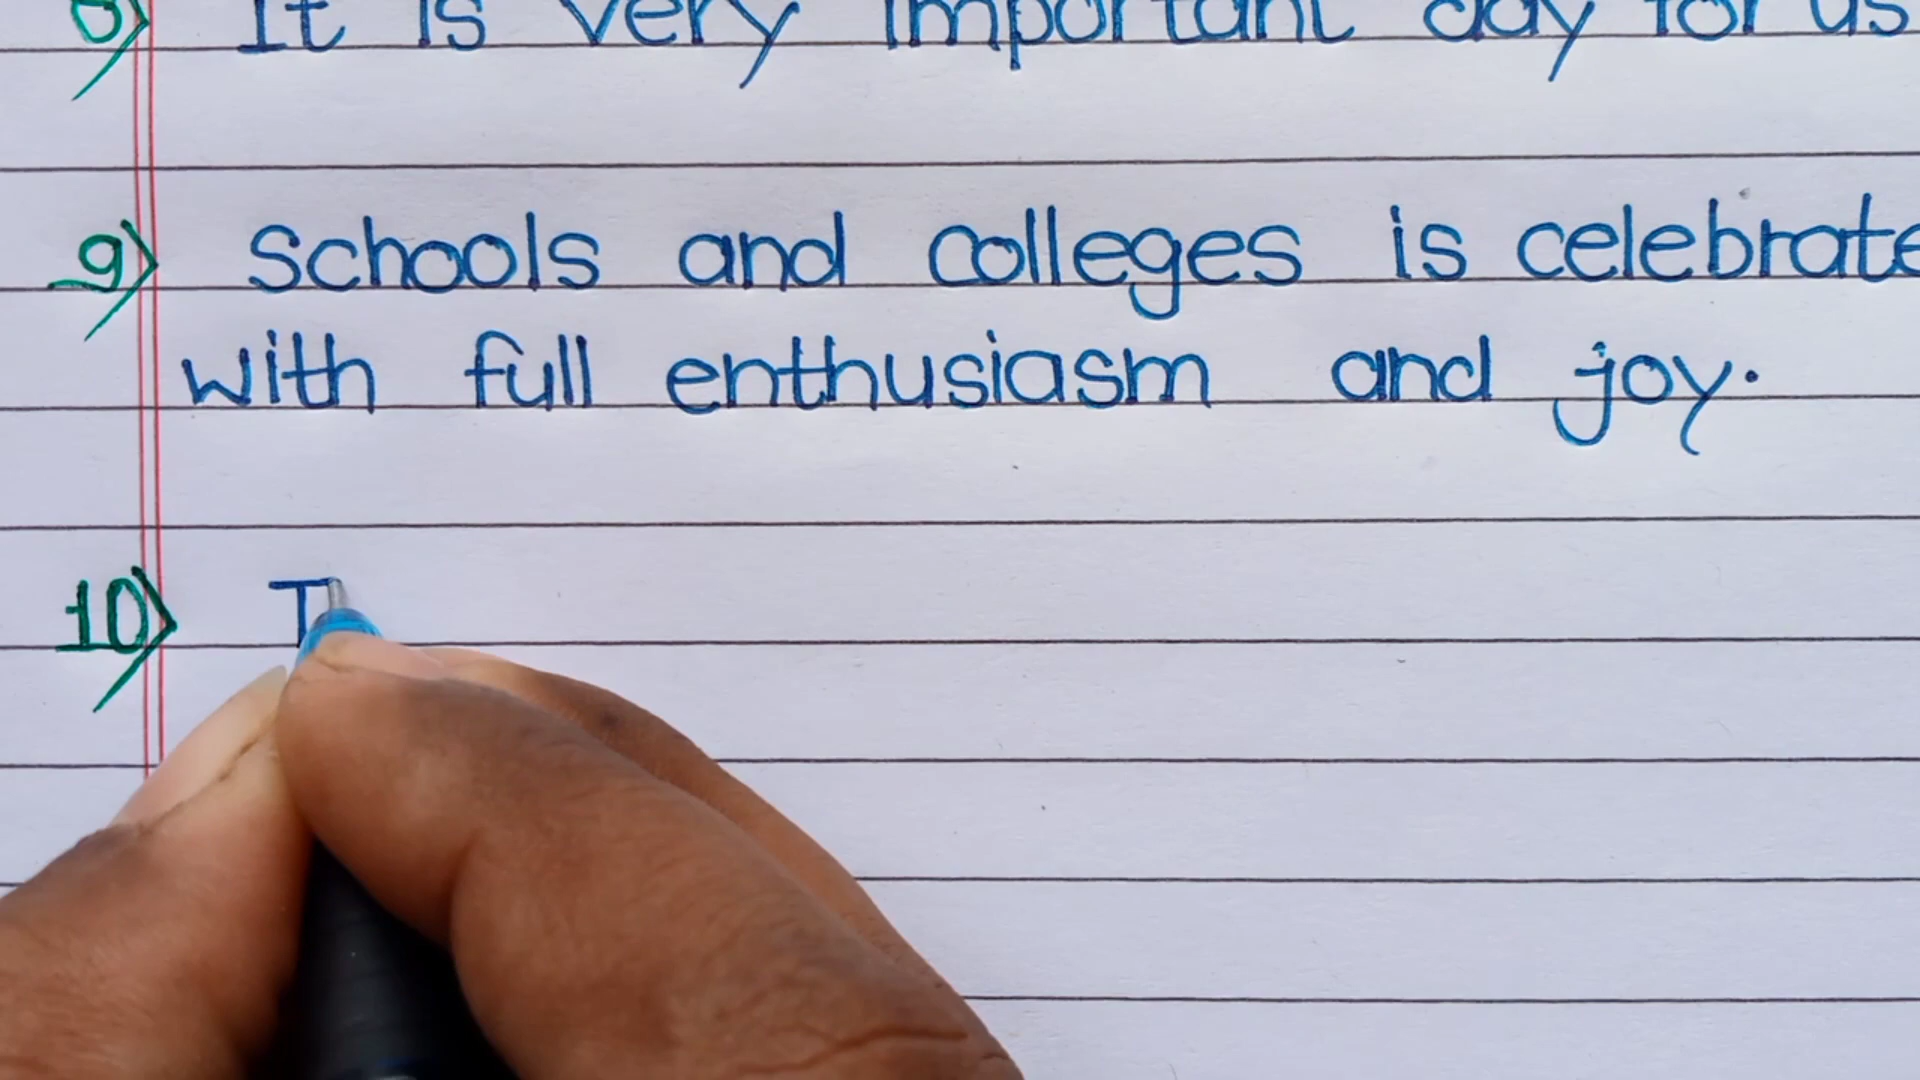 8) It is very important day for us
9) Schools and colleges is celebrate
with full enthusiasm and joy.
10) T